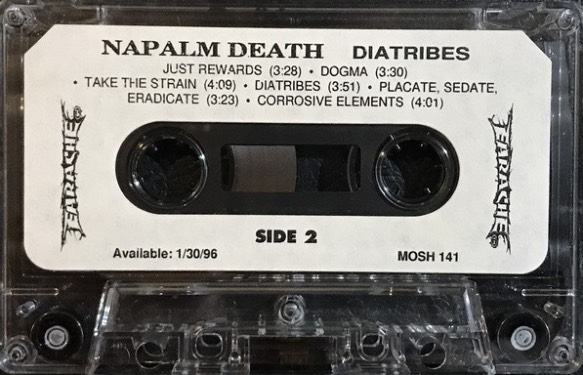 NAPALM DEATH DIATRIBES
JUST REWARDS (3:28) • DOGMA (3:30)
• TAKE THE STRAIN (4:09) • DIATRIBES (3:51) • PLACATE, SEDATE,
ERADICATE (3:23) • CORROSIVE ELEMENTS (4:01)
EARACHE
EARACHE
SIDE 2
Available: 1/30/96
MOSH 141